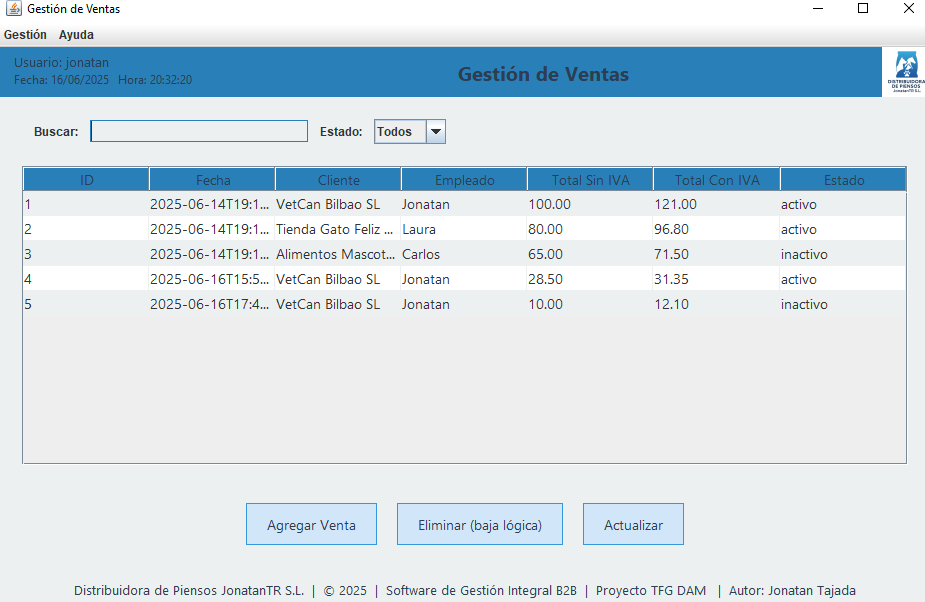 Gestión de Ventas
Gestión Ayuda
Usuario: jonatan
Fecha: 16/06/2025 Hora: 20:32:20
Gestión de Ventas
DISTRIBUIDORA
DE PIENSOS
JonatanTR S.L.
Buscar: Estado: Todos
ID Fecha Cliente Empleado Total Sin IVA Total Con IVA Estado
1 2025-06-14T19:1... VetCan Bilbao SL Jonatan 100.00 121.00 activo
2 2025-06-14T19:1... Tienda Gato Feliz ... Laura 80.00 96.80 activo
3 2025-06-14T19:1... Alimentos Mascot... Carlos 65.00 71.50 inactivo
4 2025-06-16T15:5... VetCan Bilbao SL Jonatan 28.50 31.35 activo
5 2025-06-16T17:4... VetCan Bilbao SL Jonatan 10.00 12.10 inactivo
Agregar Venta Eliminar (baja lógica) Actualizar
Distribuidora de Piensos JonatanTR S.L. | © 2025 | Software de Gestión Integral B2B | Proyecto TFG DAM | Autor: Jonatan Tajada